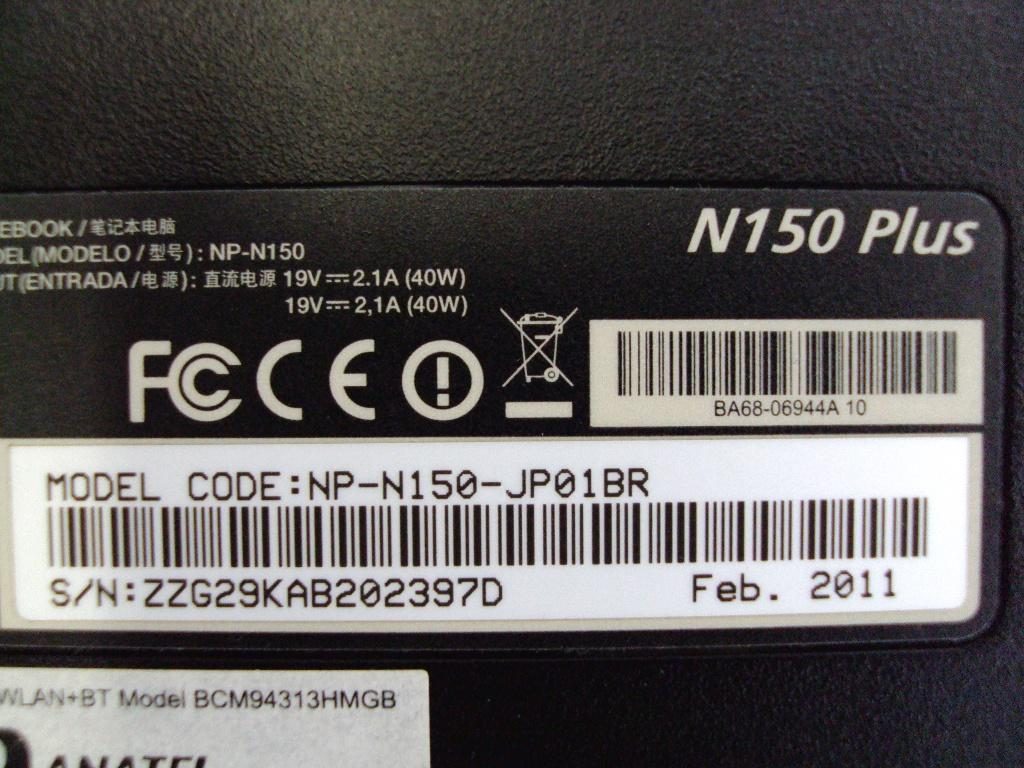 EBOOK / 笔记本电脑
N150 Plus
DEL(MODELO / 型号) : NP-N150
UT(ENTRADA / 电源) : 直流电源 19V⎓2.1A (40W)
19V⎓2,1A (40W)
FC CE
BA68-06944A 10
MODEL CODE:NP-N150-JP01BR
S/N:ZZG29KAB202397D Feb. 2011
WLAN+BT Model BCM94313HMGB
ANATEL